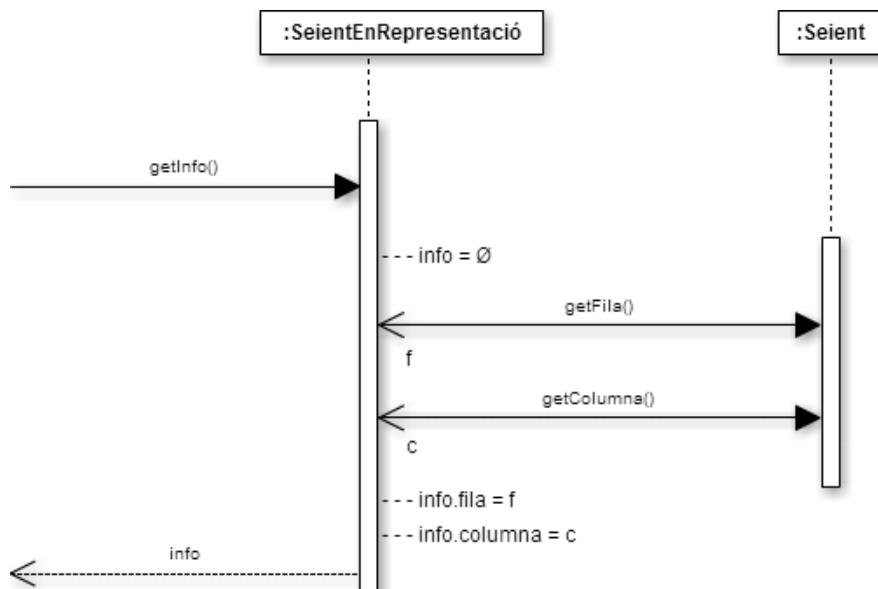 :SeientEnRepresentació
:Seient
getInfo()
info = Ø
getFila()
f
getColumna()
c
info.fila = f
info.columna = c
info